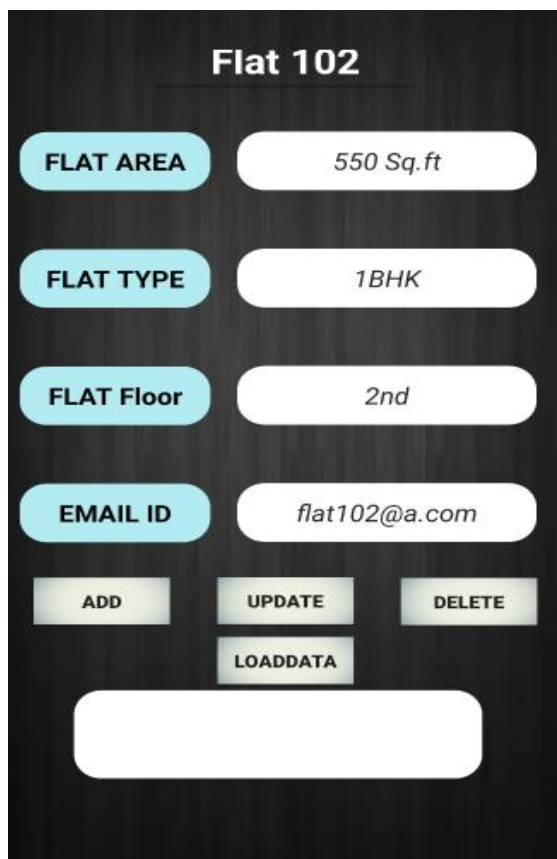 Flat 102
FLAT AREA 550 Sq.ft
FLAT TYPE 1BHK
FLAT Floor 2nd
EMAIL ID flat102@a.com
ADD UPDATE DELETE
LOADDATA